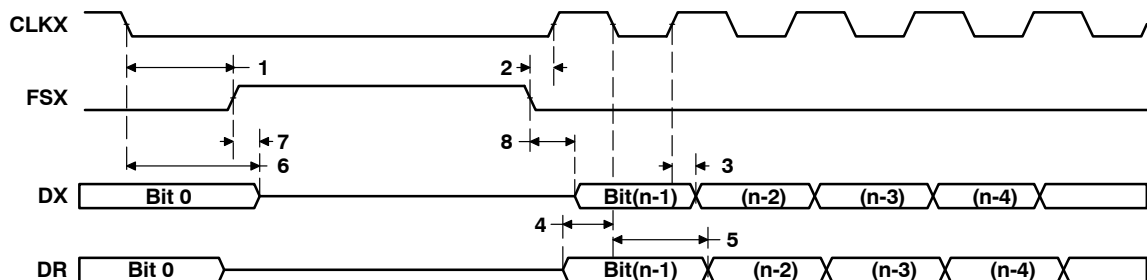 CLKX
1
2
FSX
7
8
6
3
DX
Bit 0
Bit(n-1)
(n-2)
(n-3)
(n-4)
4
5
DR
Bit 0
Bit(n-1)
(n-2)
(n-3)
(n-4)